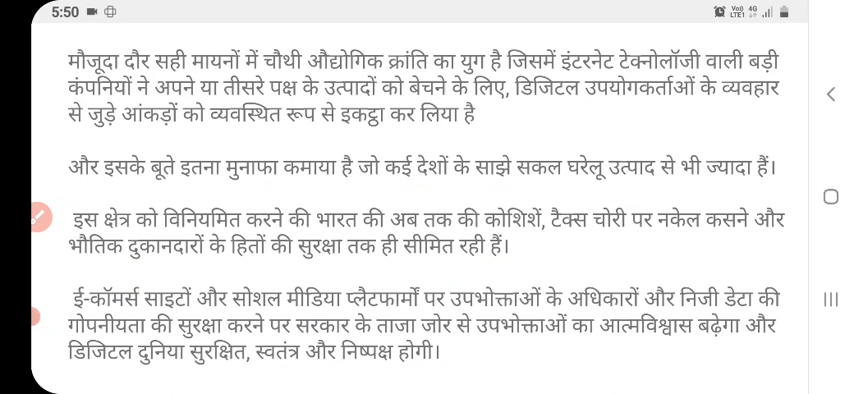 5:50
Vo)) 4G
LTE1
मौजूदा दौर सही मायनों में चौथी औद्योगिक क्रांति का युग है जिसमें इंटरनेट टेक्नोलॉजी वाली बड़ी
कंपनियों ने अपने या तीसरे पक्ष के उत्पादों को बेचने के लिए, डिजिटल उपयोगकर्ताओं के व्यवहार
से जुड़े आंकड़ों को व्यवस्थित रूप से इकट्ठा कर लिया है
और इसके बूते इतना मुनाफा कमाया है जो कई देशों के साझे सकल घरेलू उत्पाद से भी ज्यादा हैं।
इस क्षेत्र को विनियमित करने की भारत की अब तक की कोशिशें, टैक्स चोरी पर नकेल कसने और
भौतिक दुकानदारों के हितों की सुरक्षा तक ही सीमित रही हैं।
ई-कॉमर्स साइटों और सोशल मीडिया प्लैटफार्मों पर उपभोक्ताओं के अधिकारों और निजी डेटा की
गोपनीयता की सुरक्षा करने पर सरकार के ताजा जोर से उपभोक्ताओं का आत्मविश्वास बढ़ेगा और
डिजिटल दुनिया सुरक्षित, स्वतंत्र और निष्पक्ष होगी।